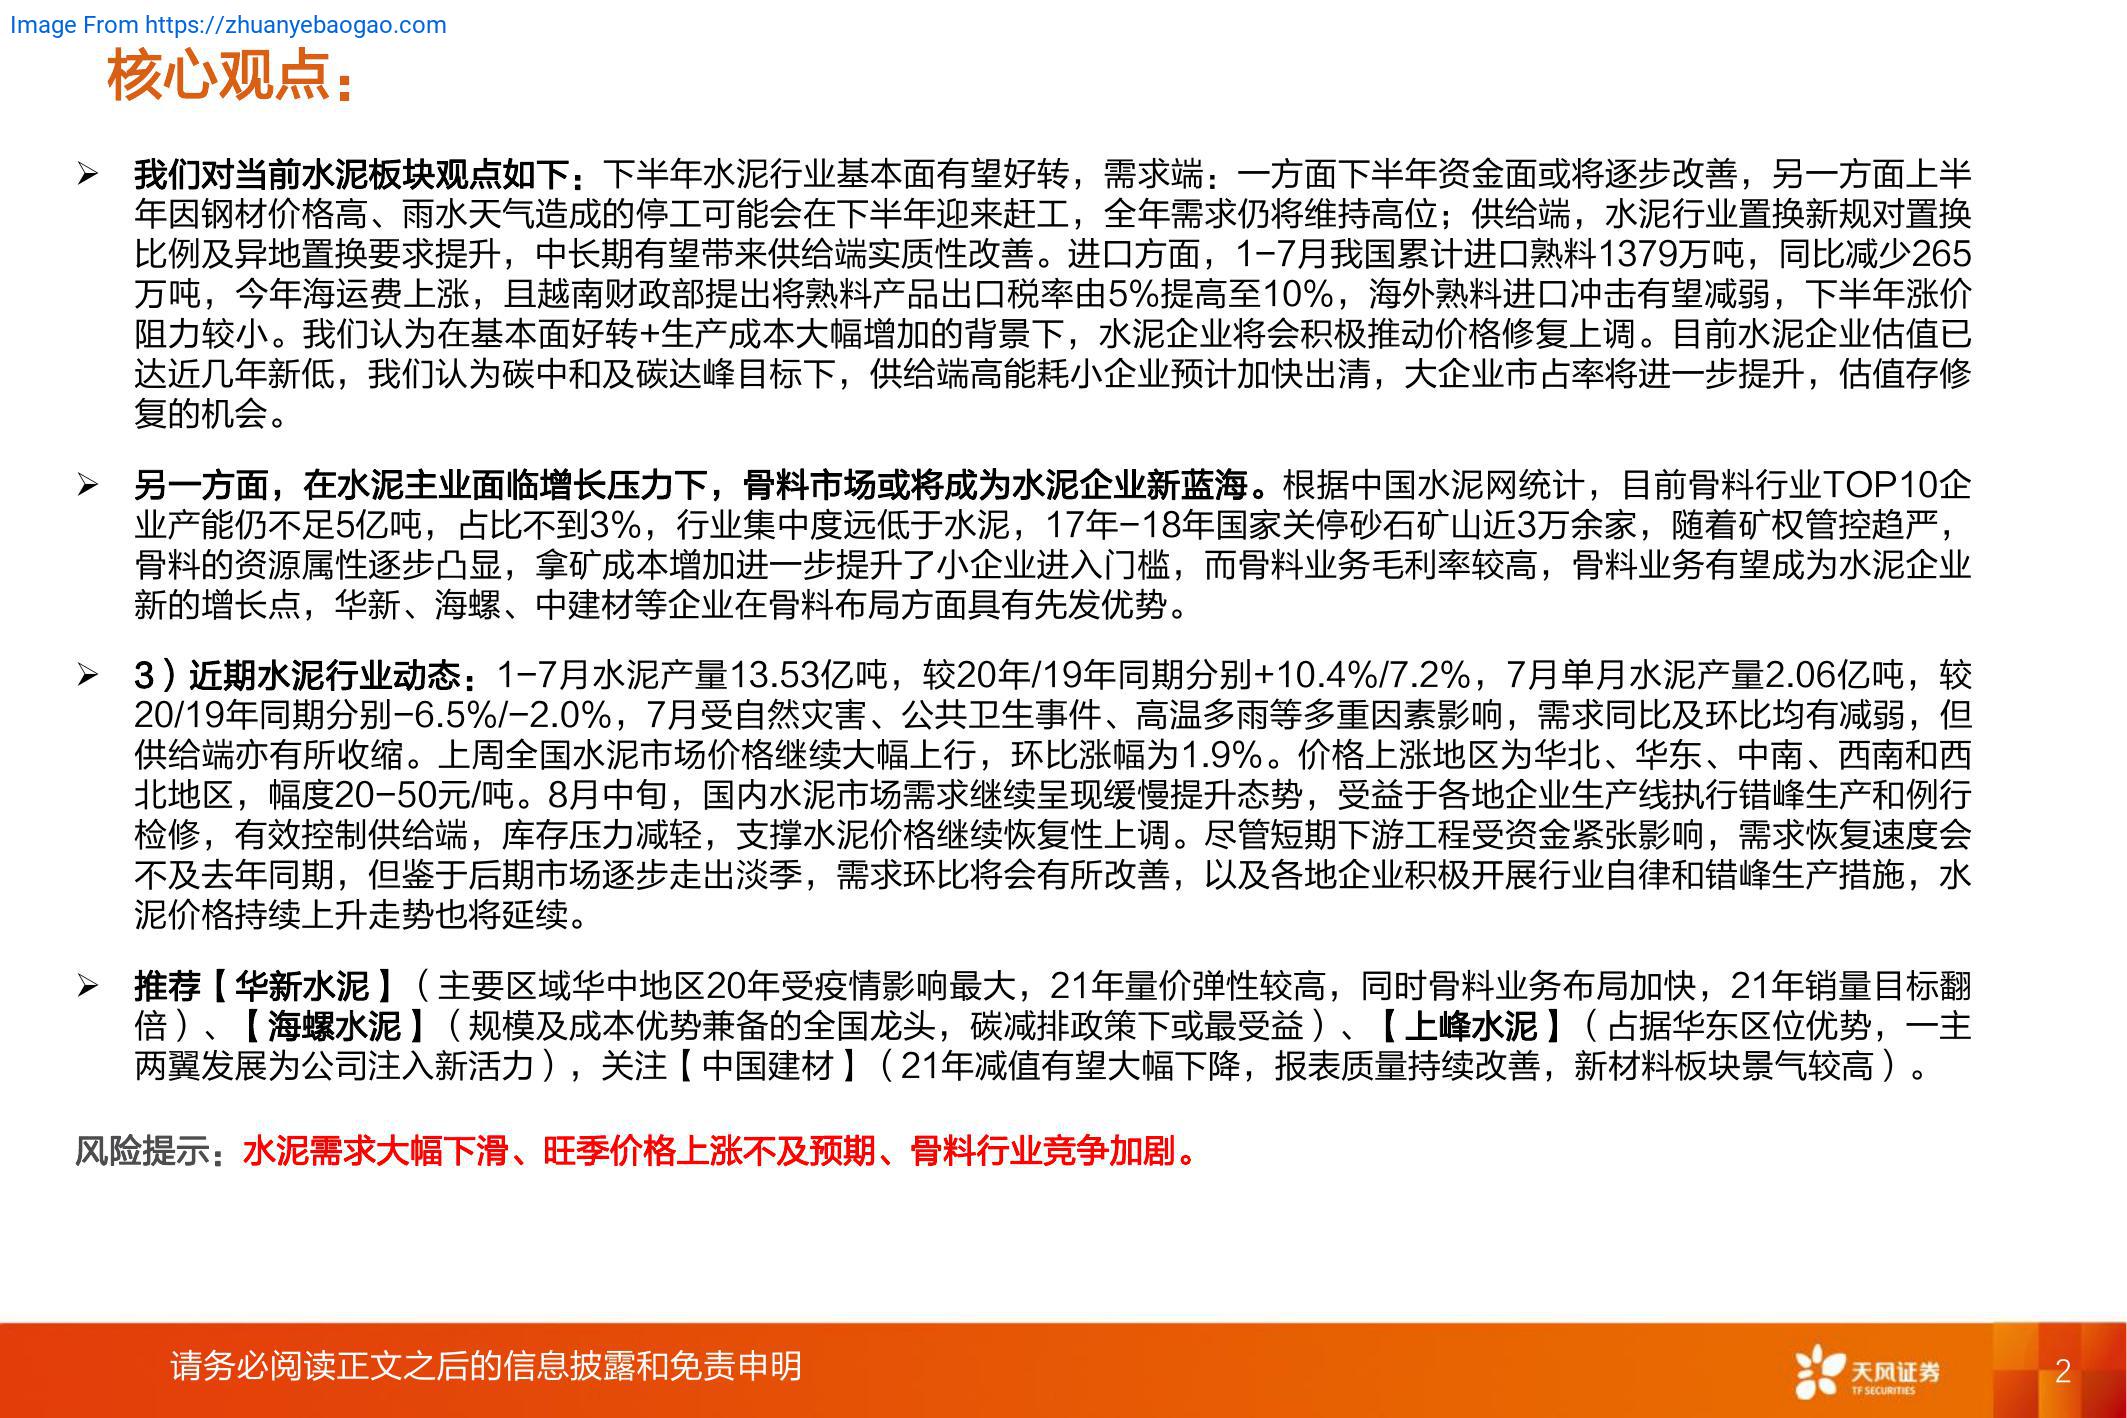 Image From https://zhuanyebaogao.com
核心观点：
➢ 我们对当前水泥板块观点如下：下半年水泥行业基本面有望好转，需求端：一方面下半年资金面或将逐步改善，另一方面上半
年因钢材价格高、雨水天气造成的停工可能会在下半年迎来赶工，全年需求仍将维持高位；供给端，水泥行业置换新规对置换
比例及异地置换要求提升，中长期有望带来供给端实质性改善。进口方面，1-7月我国累计进口熟料1379万吨，同比减少265
万吨，今年海运费上涨，且越南财政部提出将熟料产品出口税率由5%提高至10%，海外熟料进口冲击有望减弱，下半年涨价
阻力较小。我们认为在基本面好转+生产成本大幅增加的背景下，水泥企业将会积极推动价格修复上调。目前水泥企业估值已
达近几年新低，我们认为碳中和及碳达峰目标下，供给端高能耗小企业预计加快出清，大企业市占率将进一步提升，估值存修
复的机会。
➢ 另一方面，在水泥主业面临增长压力下，骨料市场或将成为水泥企业新蓝海。根据中国水泥网统计，目前骨料行业TOP10企
业产能仍不足5亿吨，占比不到3%，行业集中度远低于水泥，17年-18年国家关停砂石矿山近3万余家，随着矿权管控趋严，
骨料的资源属性逐步凸显，拿矿成本增加进一步提升了小企业进入门槛，而骨料业务毛利率较高，骨料业务有望成为水泥企业
新的增长点，华新、海螺、中建材等企业在骨料布局方面具有先发优势。
➢ 3）近期水泥行业动态：1-7月水泥产量13.53亿吨，较20年/19年同期分别+10.4%/7.2%，7月单月水泥产量2.06亿吨，较
20/19年同期分别-6.5%/-2.0%，7月受自然灾害、公共卫生事件、高温多雨等多重因素影响，需求同比及环比均有减弱，但
供给端亦有所收缩。上周全国水泥市场价格继续大幅上行，环比涨幅为1.9%。价格上涨地区为华北、华东、中南、西南和西
北地区，幅度20-50元/吨。8月中旬，国内水泥市场需求继续呈现缓慢提升态势，受益于各地企业生产线执行错峰生产和例行
检修，有效控制供给端，库存压力减轻，支撑水泥价格继续恢复性上调。尽管短期下游工程受资金紧张影响，需求恢复速度会
不及去年同期，但鉴于后期市场逐步走出淡季，需求环比将会有所改善，以及各地企业积极开展行业自律和错峰生产措施，水
泥价格持续上升走势也将延续。
➢ 推荐【华新水泥】（主要区域华中地区20年受疫情影响最大，21年量价弹性较高，同时骨料业务布局加快，21年销量目标翻
倍）、【海螺水泥】（规模及成本优势兼备的全国龙头，碳减排政策下或最受益）、【上峰水泥】（占据华东区位优势，一主
两翼发展为公司注入新活力），关注【中国建材】（21年减值有望大幅下降，报表质量持续改善，新材料板块景气较高）。
风险提示：水泥需求大幅下滑、旺季价格上涨不及预期、骨料行业竞争加剧。
请务必阅读正文之后的信息披露和免责申明
天风证券
TF SECURITIES
2